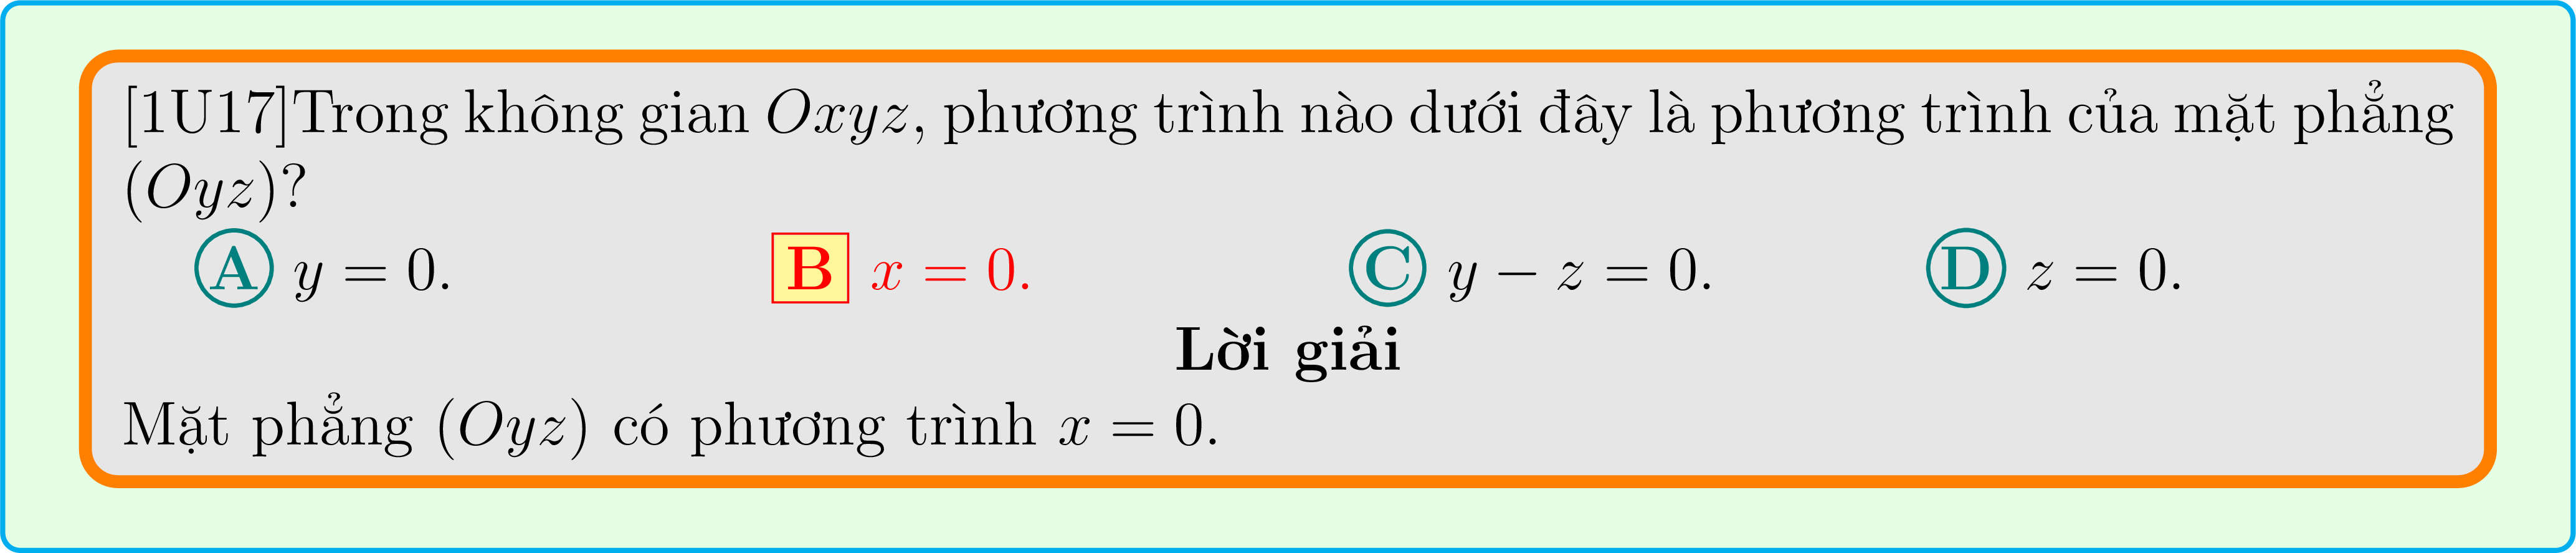 [1U17]Trong không gian Oxyz, phương trình nào dưới đây là phương trình của mặt phẳng
(Oyz)?
A y = 0. B x = 0. C y − z = 0. D z = 0.
Lời giải
Mặt phẳng (Oyz) có phương trình x = 0.